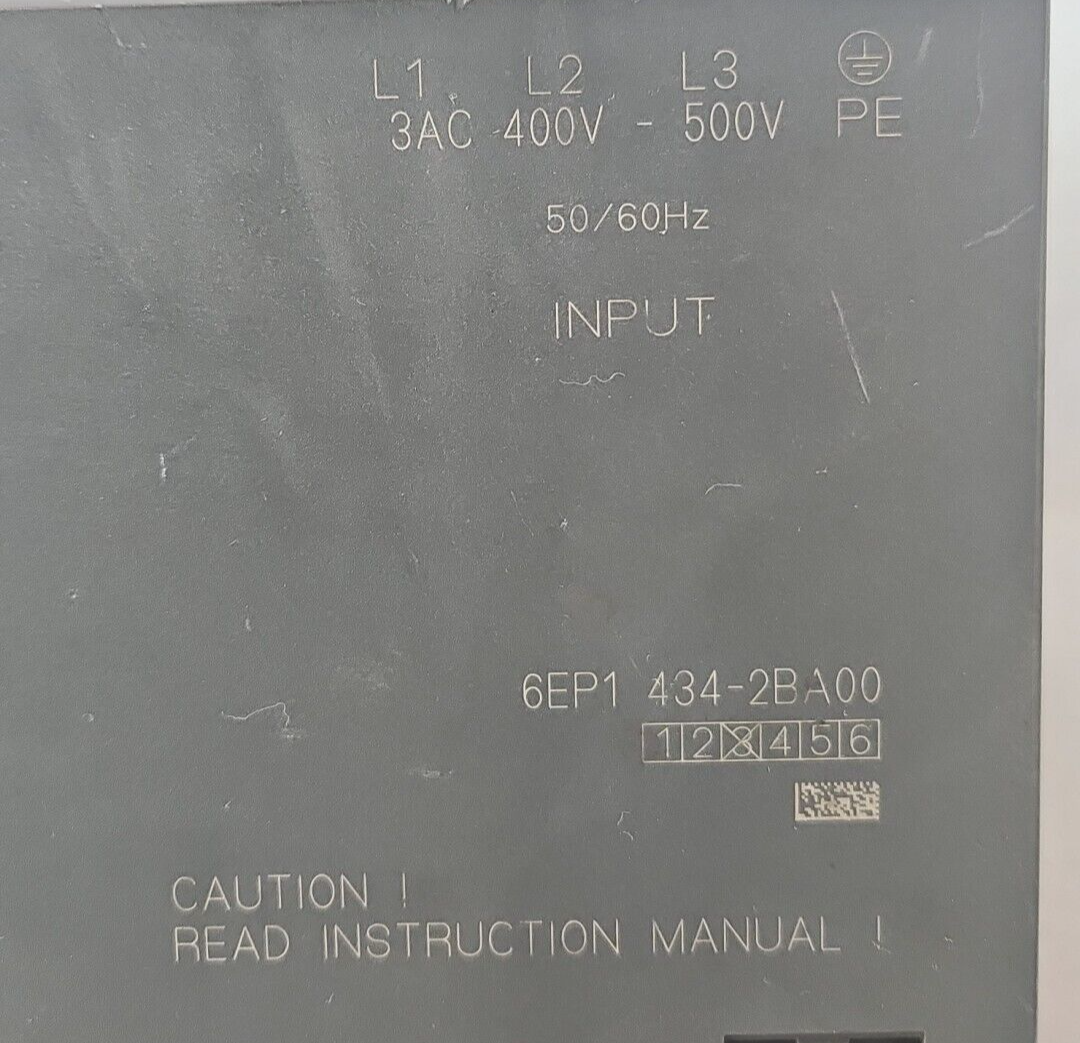 L1 L2 L3
3AC 400V - 500V PE
50/60Hz
INPUT
6EP1 434-2BA00
1 2 3 4 5 6
CAUTION !
READ INSTRUCTION MANUAL !